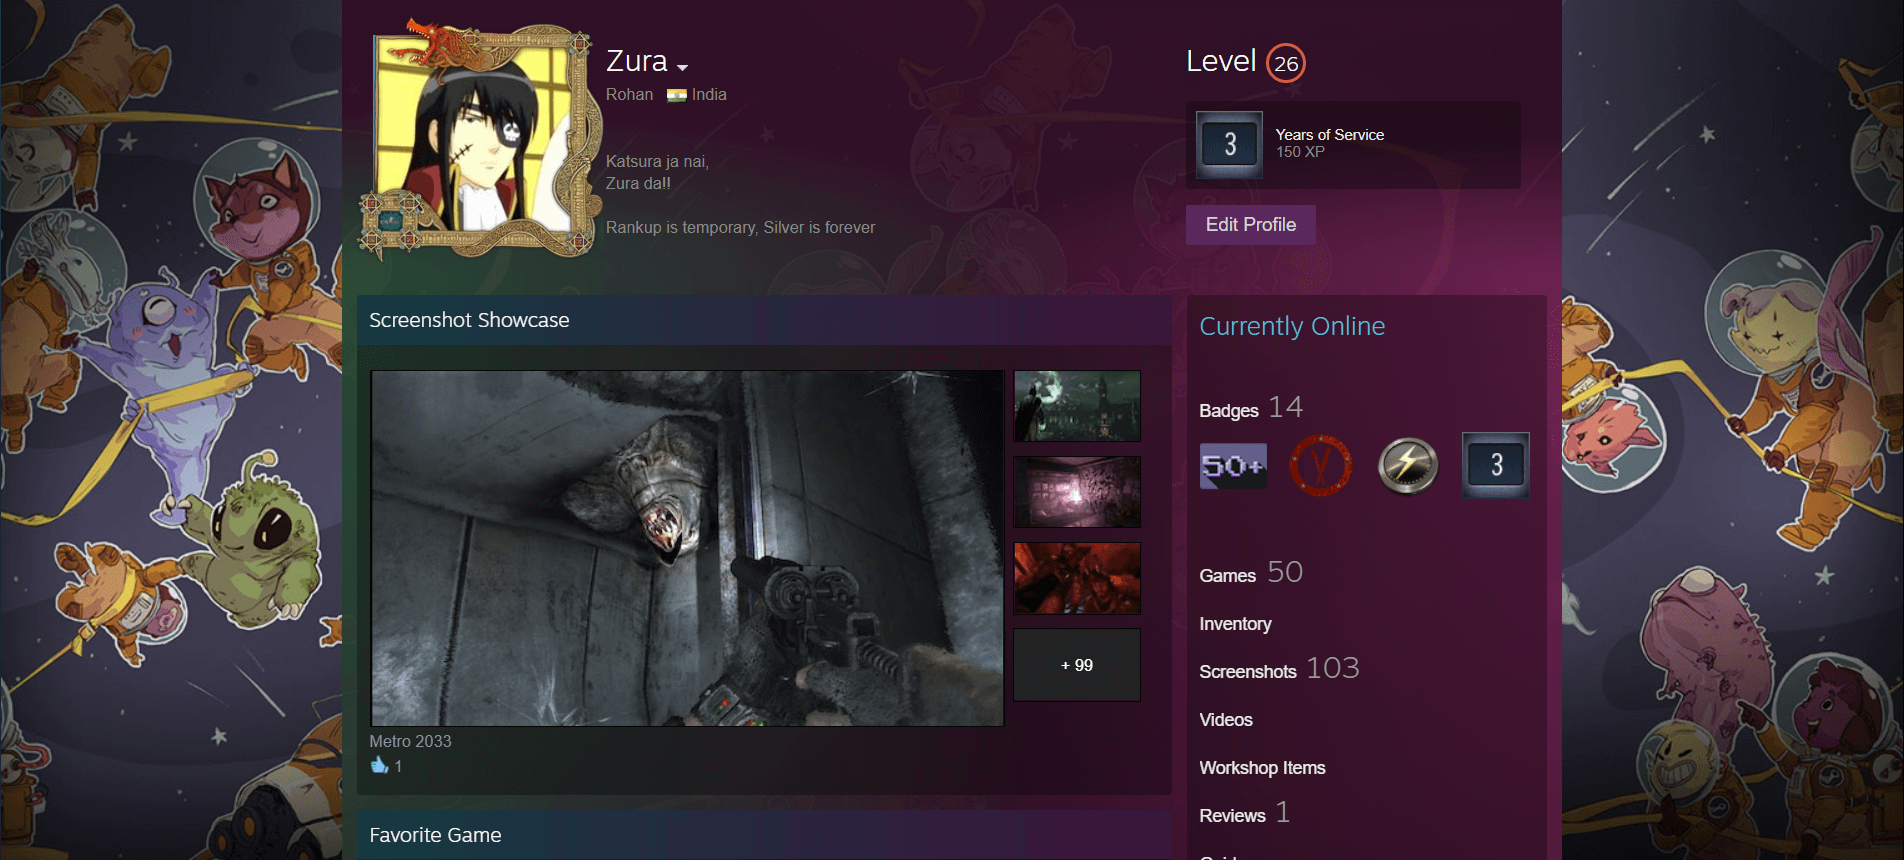 Zura
Rohan India
Katsura ja nai,
Zura da!!
Rankup is temporary, Silver is forever
Level 26
3
Years of Service
150 XP
Edit Profile
Screenshot Showcase
+ 99
Metro 2033
1
Favorite Game
Currently Online
Badges 14
50+
3
Games 50
Inventory
Screenshots 103
Videos
Workshop Items
Reviews 1